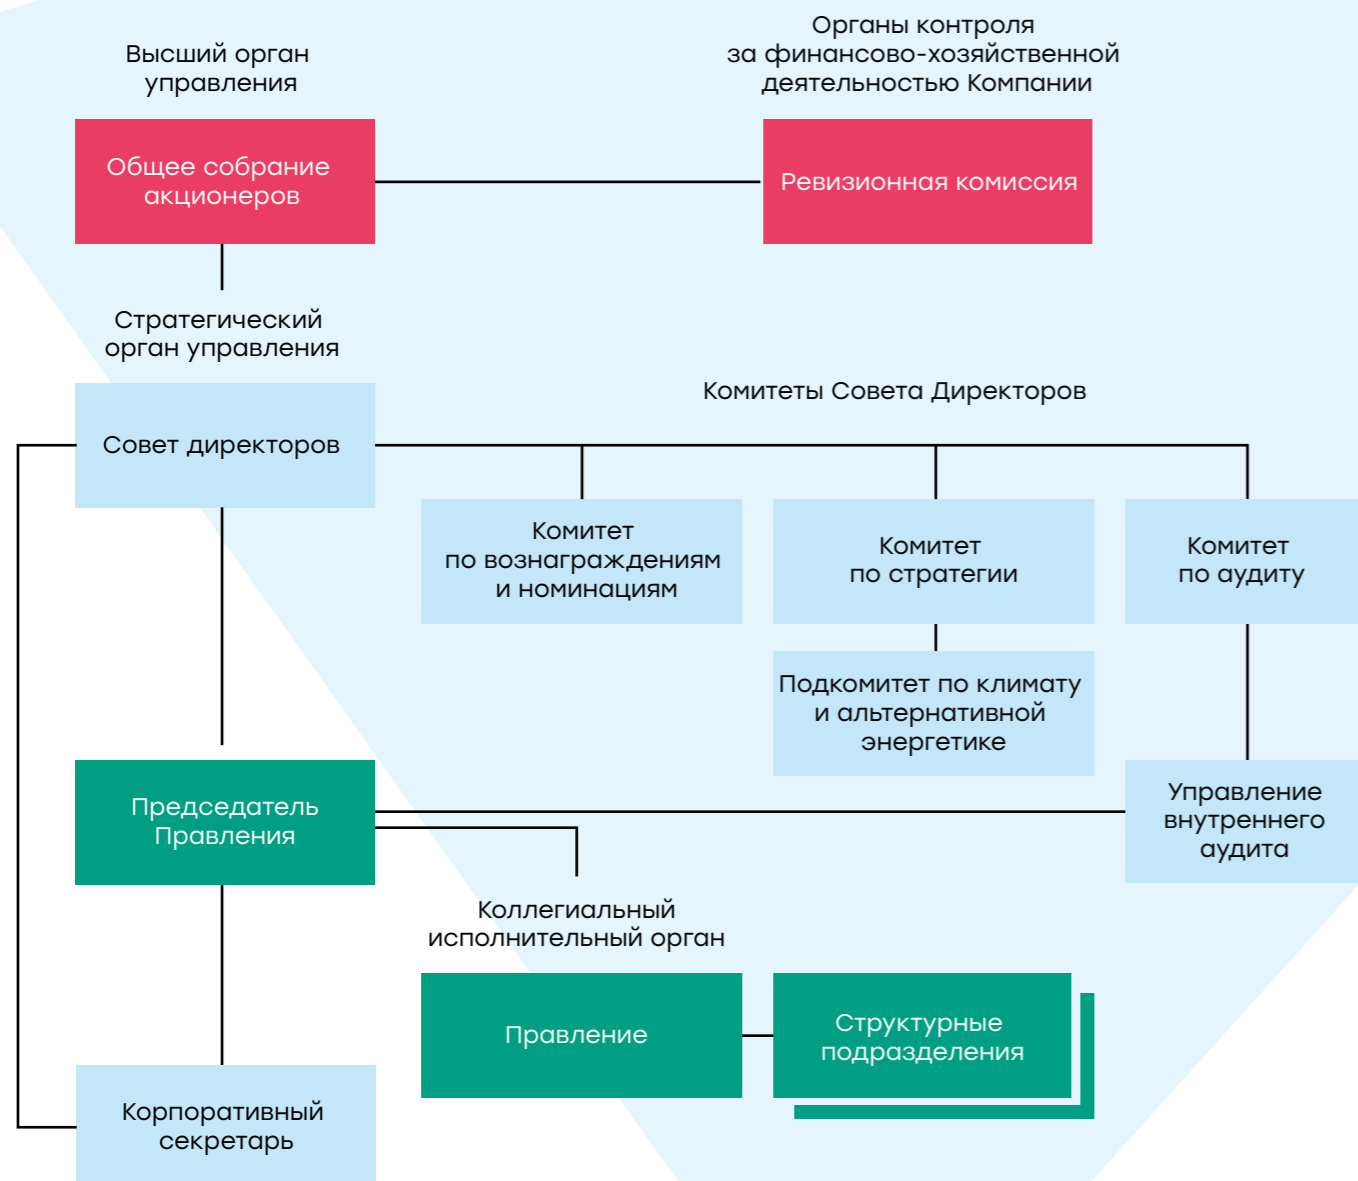 Высший орган
управления
Органы контроля
за финансово-хозяйственной
деятельностью Компании
Общее собрание
акционеров
Ревизионная комиссия
Стратегический
орган управления
Комитеты Совета Директоров
Совет директоров
Комитет
по вознаграждениям
и номинациям
Комитет
по стратегии
Комитет
по аудиту
Подкомитет по климату
и альтернативной
энергетике
Председатель
Правления
Управление
внутреннего
аудита
Коллегиальный
исполнительный орган
Правление
Структурные
подразделения
Корпоративный
секретарь